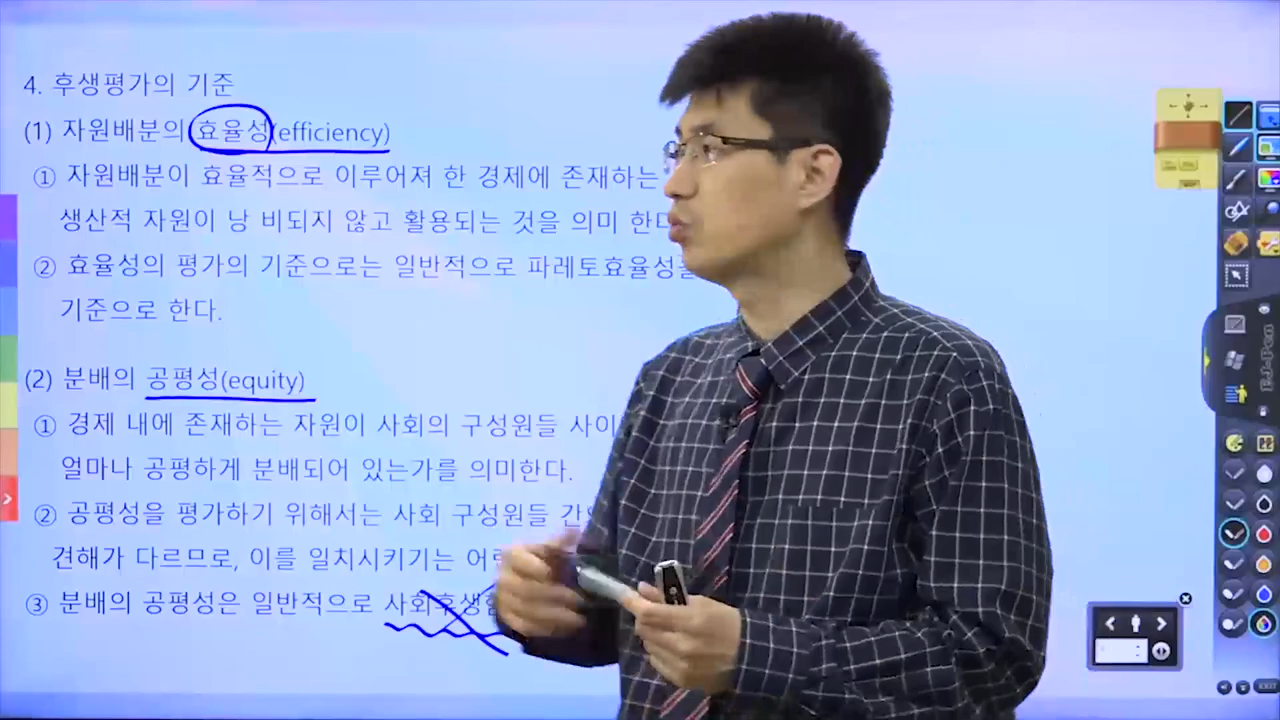 4. 후생평가의 기준
(1) 자원배분의 효율성(efficiency)
① 자원배분이 효율적으로 이루어져 한 경제에 존재하는
생산적 자원이 낭 비되지 않고 활용되는 것을 의미 한다
② 효율성의 평가의 기준으로는 일반적으로 파레토효율성을
기준으로 한다.
(2) 분배의 공평성(equity)
① 경제 내에 존재하는 자원이 사회의 구성원들 사이
얼마나 공평하게 분배되어 있는가를 의미한다.
② 공평성을 평가하기 위해서는 사회 구성원들 간의
견해가 다르므로, 이를 일치시키기는 어
③ 분배의 공평성은 일반적으로 사회후생함
EJ-Pen
EXIT